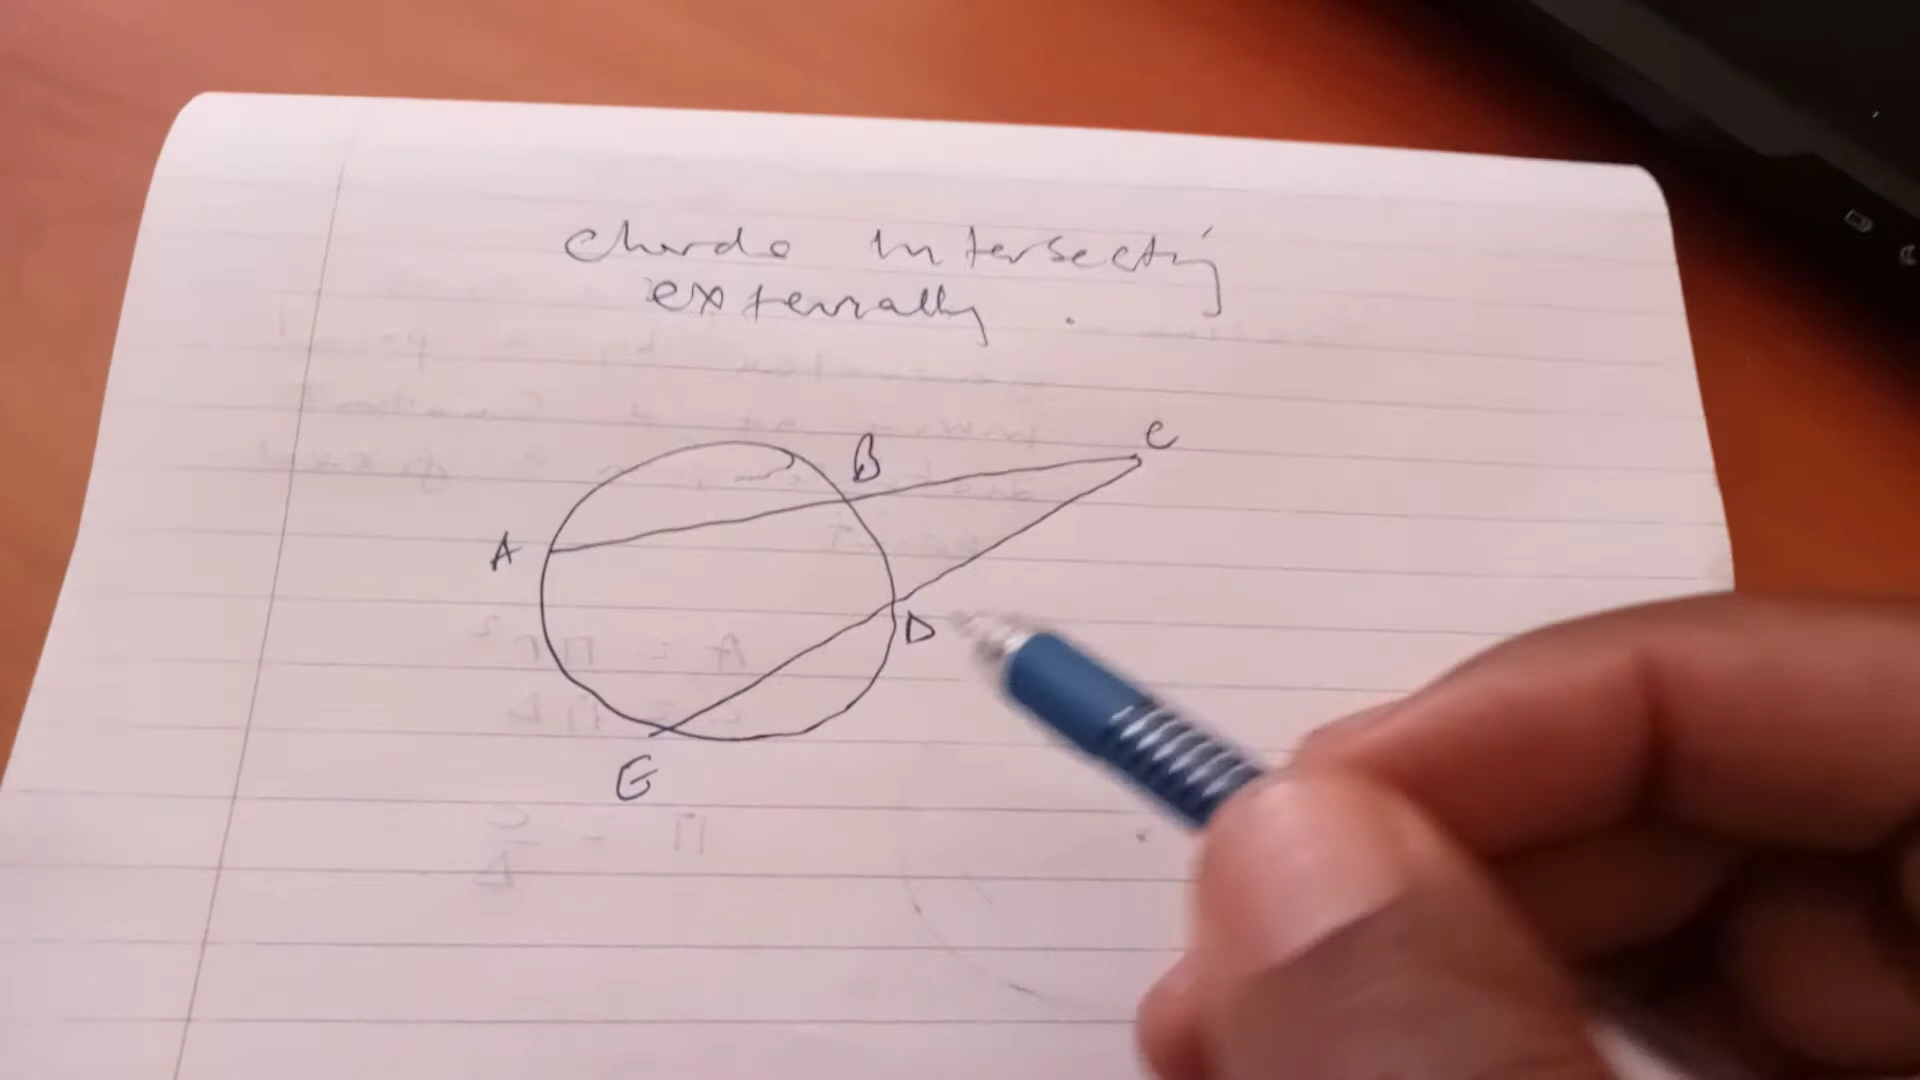 chords intersecting
externally.
B
C
A
D
E